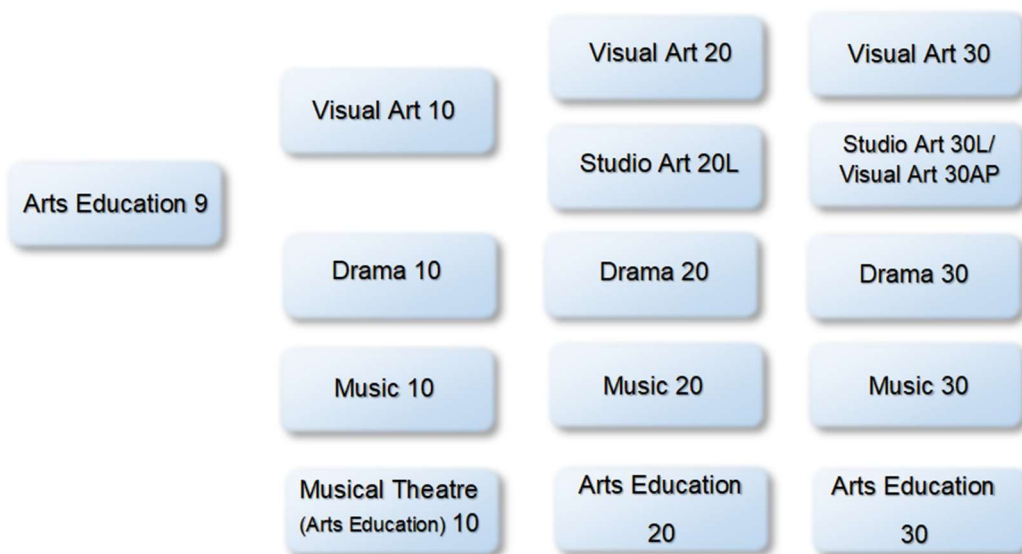 Arts Education 9
Visual Art 10
Visual Art 20
Visual Art 30
Studio Art 20L
Studio Art 30L/
Visual Art 30AP
Drama 10
Drama 20
Drama 30
Music 10
Music 20
Music 30
Musical Theatre
(Arts Education) 10
Arts Education
20
Arts Education
30